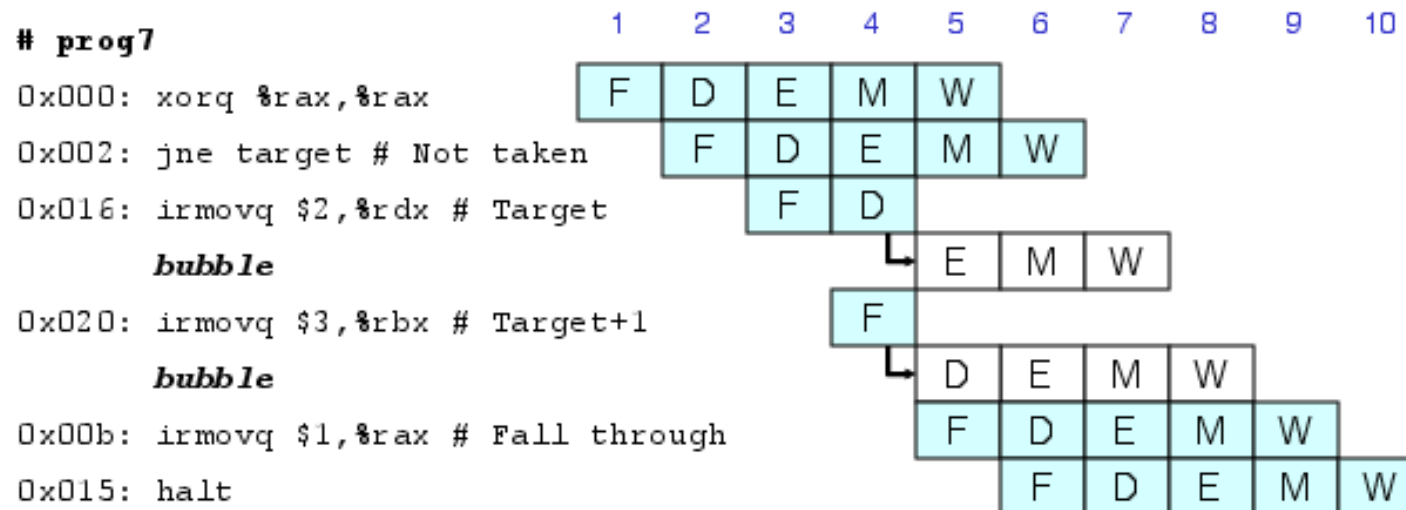 1 2 3 4 5 6 7 8 9 10
# prog7
0x000: xorq %rax,%rax F D E M W
0x002: jne target # Not taken F D E M W
0x016: irmovq $2,%rdx # Target F D
bubble E M W
0x020: irmovq $3,%rbx # Target+1 F
bubble D E M W
0x00b: irmovq $1,%rax # Fall through F D E M W
0x015: halt F D E M W